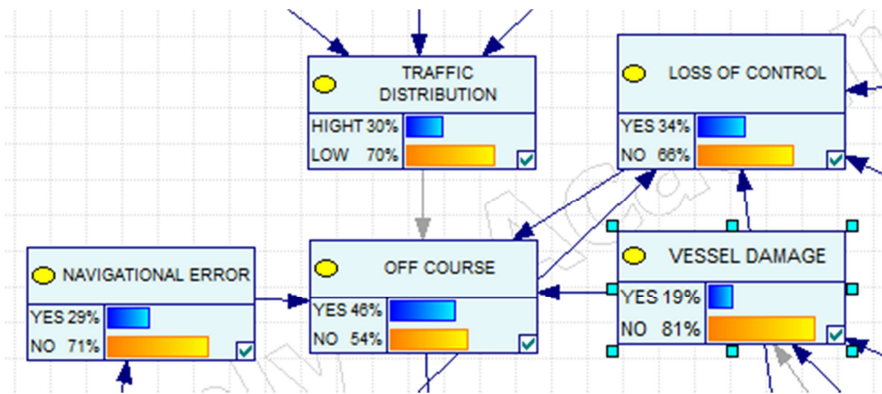 TRAFFIC
DISTRIBUTION
HIGHT 30%
LOW 70%
LOSS OF CONTROL
YES 34%
NO 66%
NAVIGATIONAL ERROR
YES 29%
NO 71%
OFF COURSE
YES 46%
NO 54%
VESSEL DAMAGE
YES 19%
NO 81%